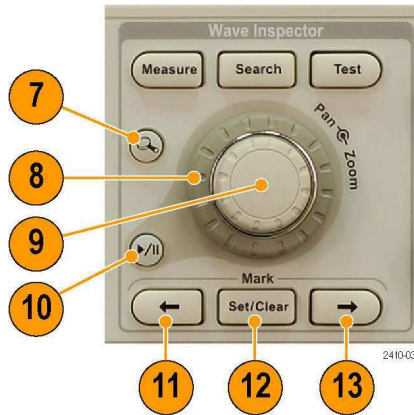 Wave Inspector
Measure Search Test
7
Pan Zoom
8
9
10
Mark
Set/Clear
11 12 13
2410-03